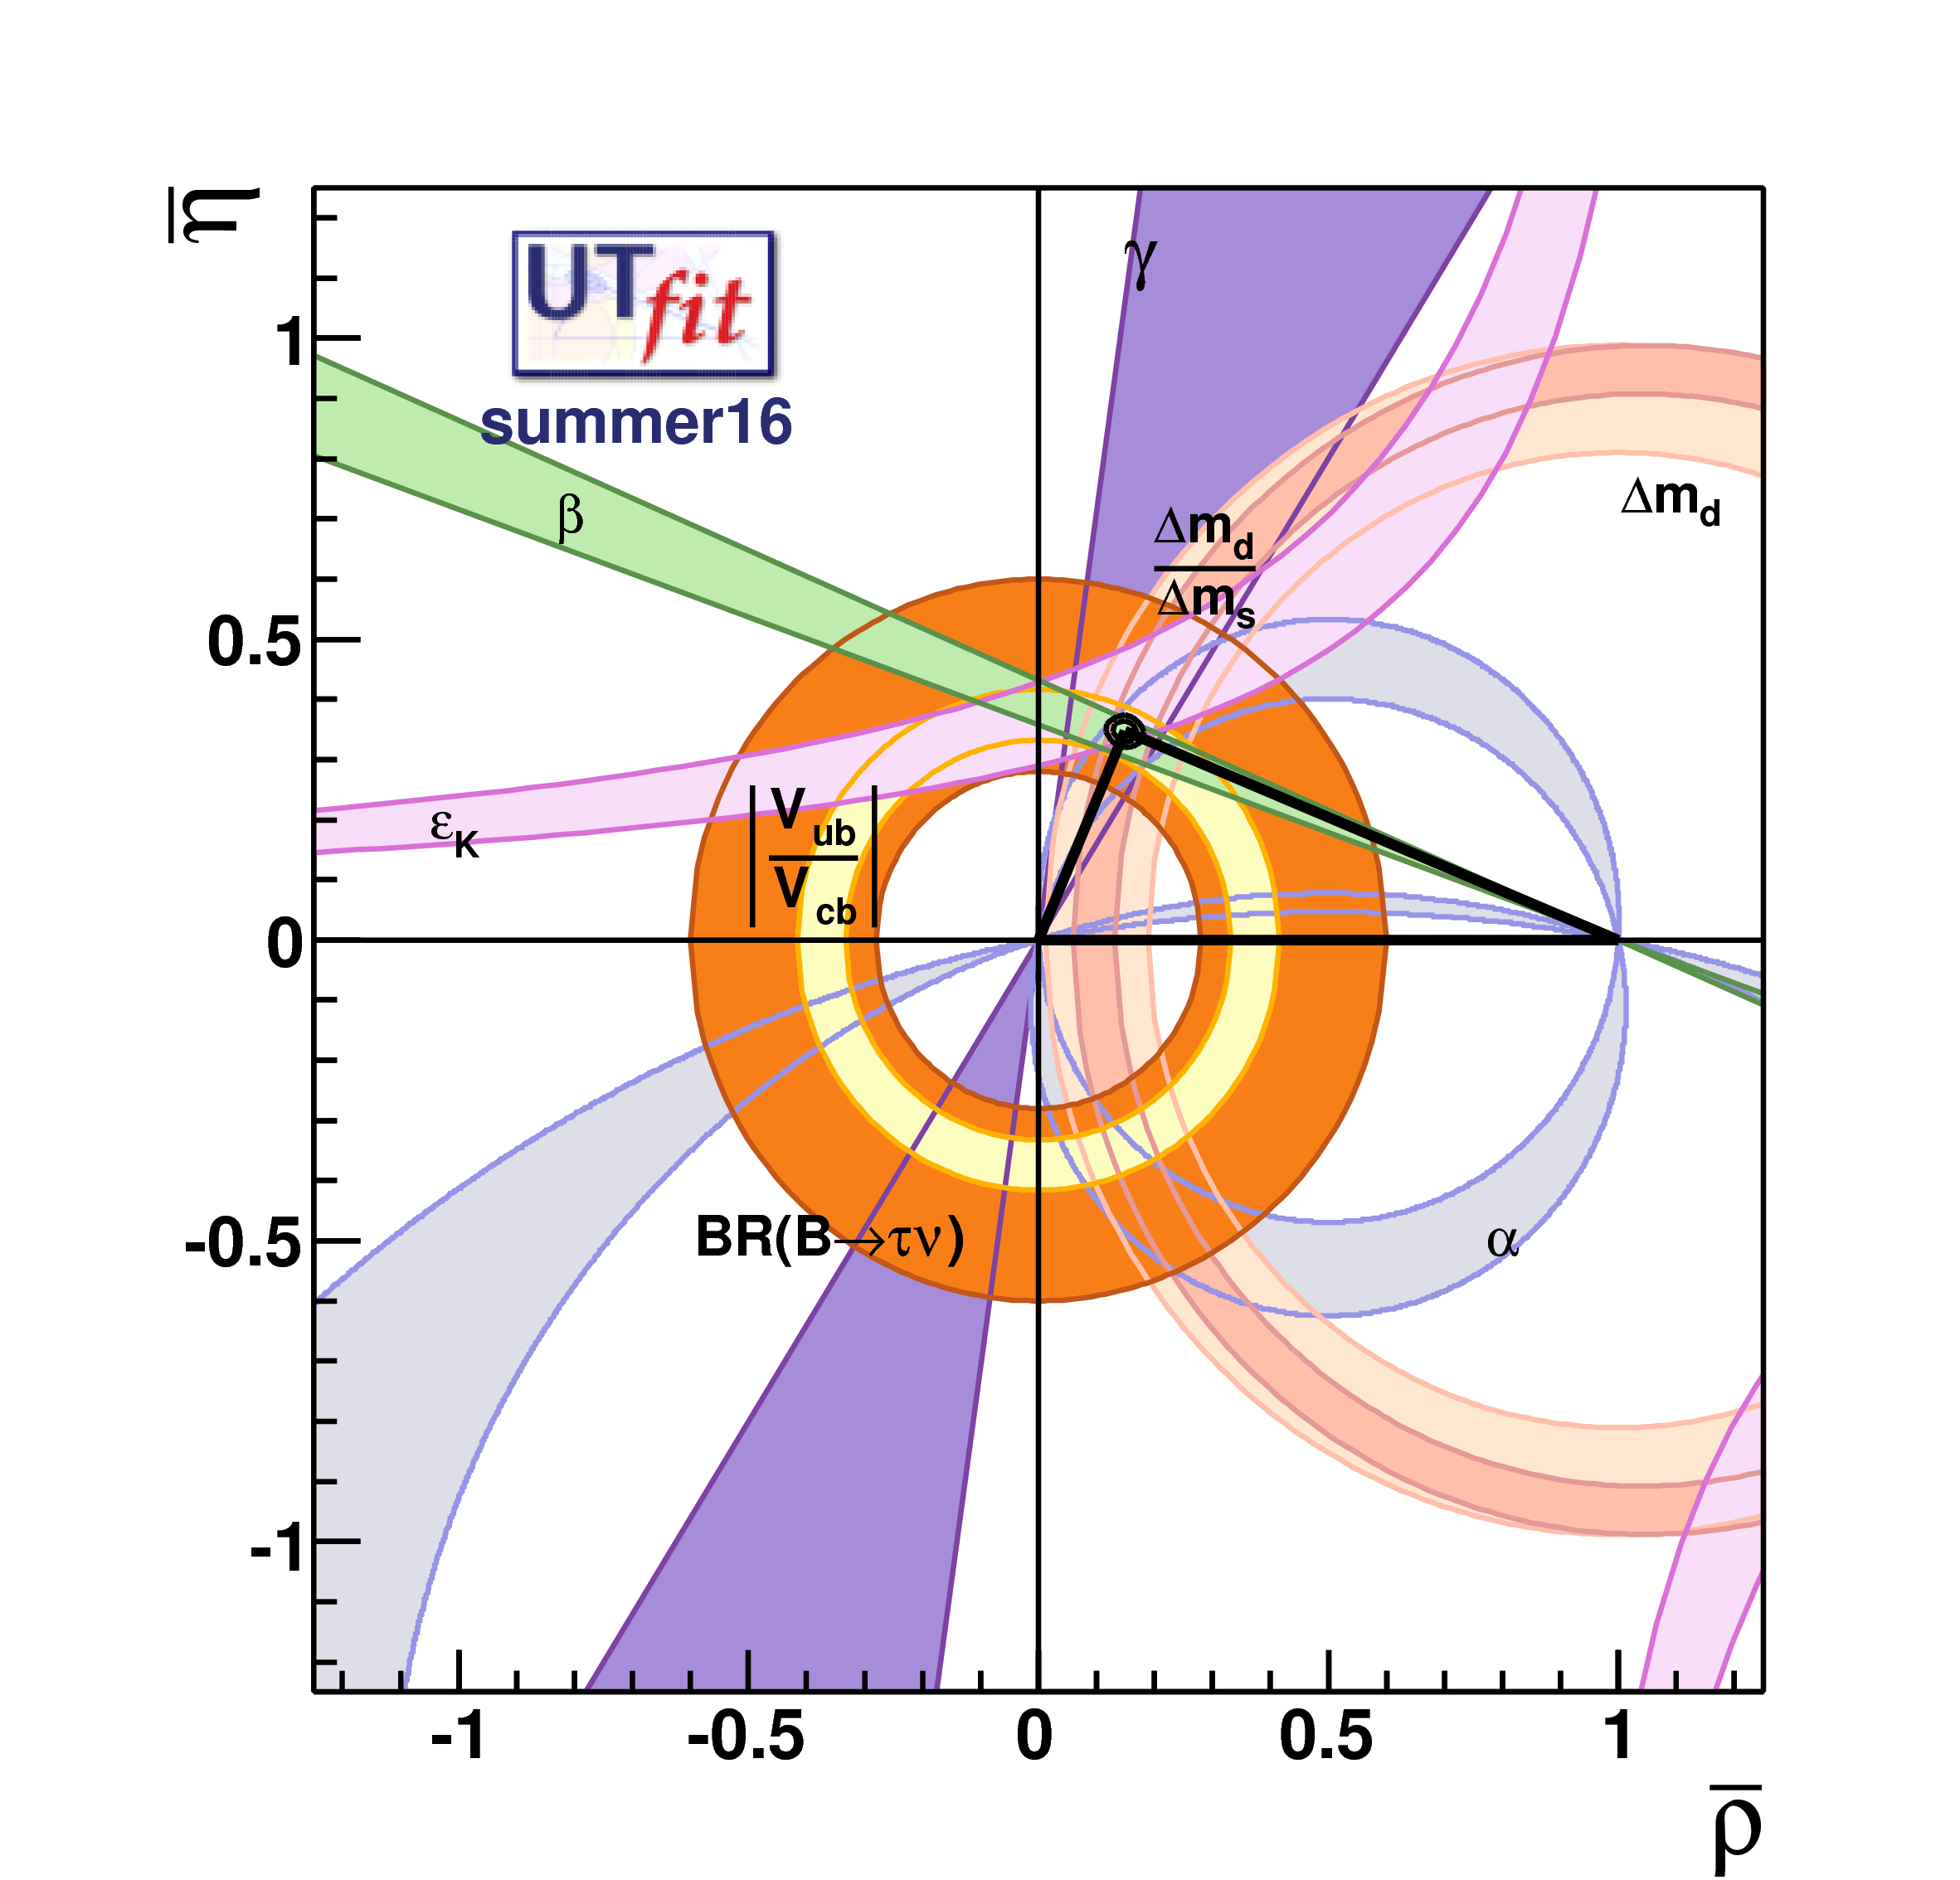 η̅
UTfit
summer16
γ
1
β
Δm_d
Δm_d
Δm_s
0.5
ε_K
|V_ub
V_cb|
0
BR(B→τν)
α
-0.5
-1
-1 -0.5 0 0.5 1
ρ̅